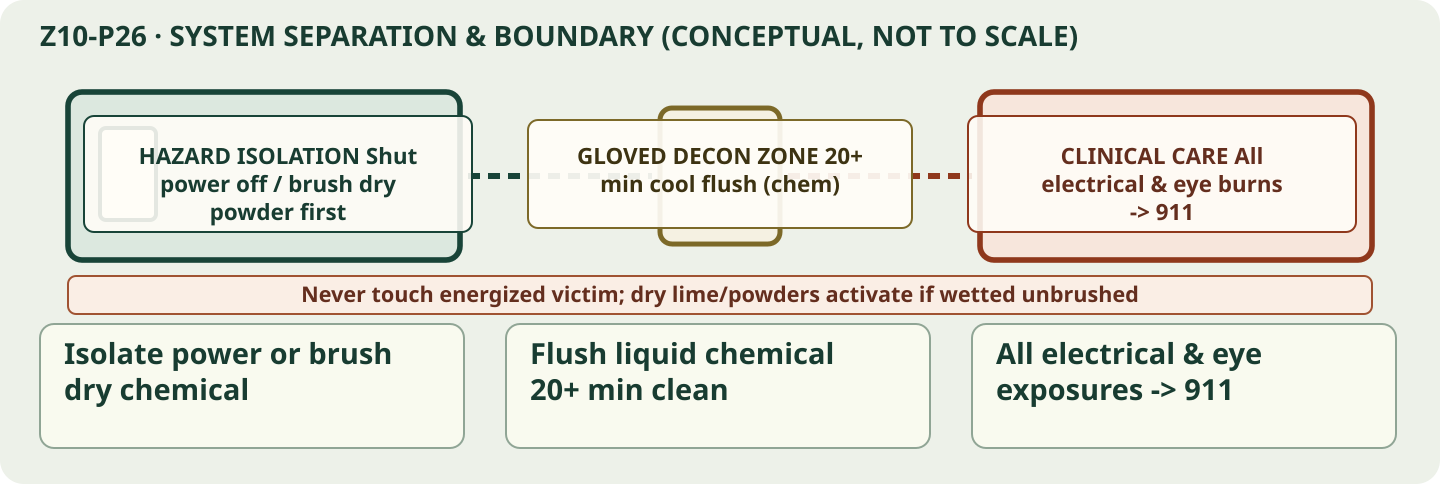 Z10-P26 · SYSTEM SEPARATION & BOUNDARY (CONCEPTUAL, NOT TO SCALE)
HAZARD ISOLATION Shut
power off / brush dry
powder first
GLOVED DECON ZONE 20+
min cool flush (chem)
CLINICAL CARE All
electrical & eye burns
-> 911
Never touch energized victim; dry lime/powders activate if wetted unbrushed
Isolate power or brush
dry chemical
Flush liquid chemical
20+ min clean
All electrical & eye
exposures -> 911